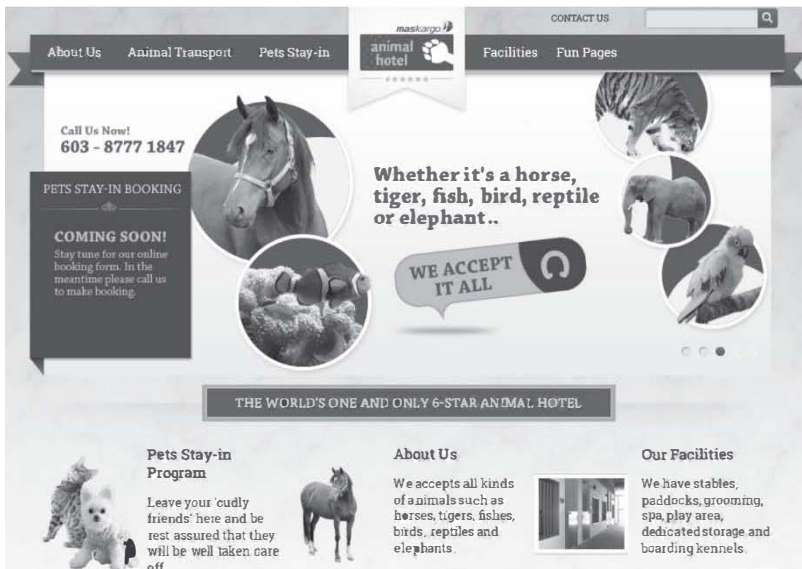 maskargo
animal
hotel
CONTACT US
About Us
Animal Transport
Pets Stay-in
Facilities
Fun Pages
Call Us Now!
603 - 8777 1847
PETS STAY-IN BOOKING
COMING SOON!
Stay tune for our online
booking form. In the
meantime please call us
to make booking.
Whether it's a horse,
tiger, fish, bird, reptile
or elephant..
WE ACCEPT
IT ALL
THE WORLD'S ONE AND ONLY 6-STAR ANIMAL HOTEL
Pets Stay-in
Program
Leave your 'cudly
friends' here and be
rest assured that they
will be well taken care
off
About Us
We accepts all kinds
of animals such as
horses, tigers, fishes,
birds, reptiles and
elephants
Our Facilities
We have stables,
paddocks, grooming,
spa, play area,
dedicated storage and
boarding kennels